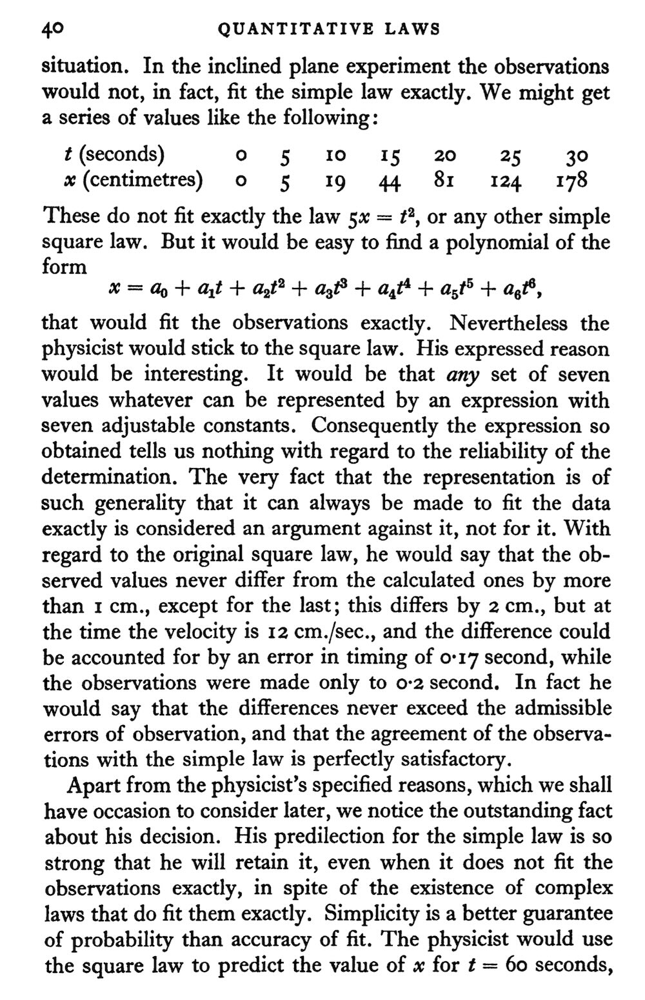 40 QUANTITATIVE LAWS
situation. In the inclined plane experiment the observations
would not, in fact, fit the simple law exactly. We might get
a series of values like the following:
t (seconds) 0 5 10 15 20 25 30
x (centimetres) 0 5 19 44 81 124 178
These do not fit exactly the law 5x = t², or any other simple
square law. But it would be easy to find a polynomial of the
form
x = a₀ + a₁t + a₂t² + a₃t³ + a₄t⁴ + a₅t⁵ + a₆t⁶,
that would fit the observations exactly. Nevertheless the
physicist would stick to the square law. His expressed reason
would be interesting. It would be that any set of seven
values whatever can be represented by an expression with
seven adjustable constants. Consequently the expression so
obtained tells us nothing with regard to the reliability of the
determination. The very fact that the representation is of
such generality that it can always be made to fit the data
exactly is considered an argument against it, not for it. With
regard to the original square law, he would say that the ob-
served values never differ from the calculated ones by more
than 1 cm., except for the last; this differs by 2 cm., but at
the time the velocity is 12 cm./sec., and the difference could
be accounted for by an error in timing of 0·17 second, while
the observations were made only to 0·2 second. In fact he
would say that the differences never exceed the admissible
errors of observation, and that the agreement of the observa-
tions with the simple law is perfectly satisfactory.
Apart from the physicist's specified reasons, which we shall
have occasion to consider later, we notice the outstanding fact
about his decision. His predilection for the simple law is so
strong that he will retain it, even when it does not fit the
observations exactly, in spite of the existence of complex
laws that do fit them exactly. Simplicity is a better guarantee
of probability than accuracy of fit. The physicist would use
the square law to predict the value of x for t = 60 seconds,